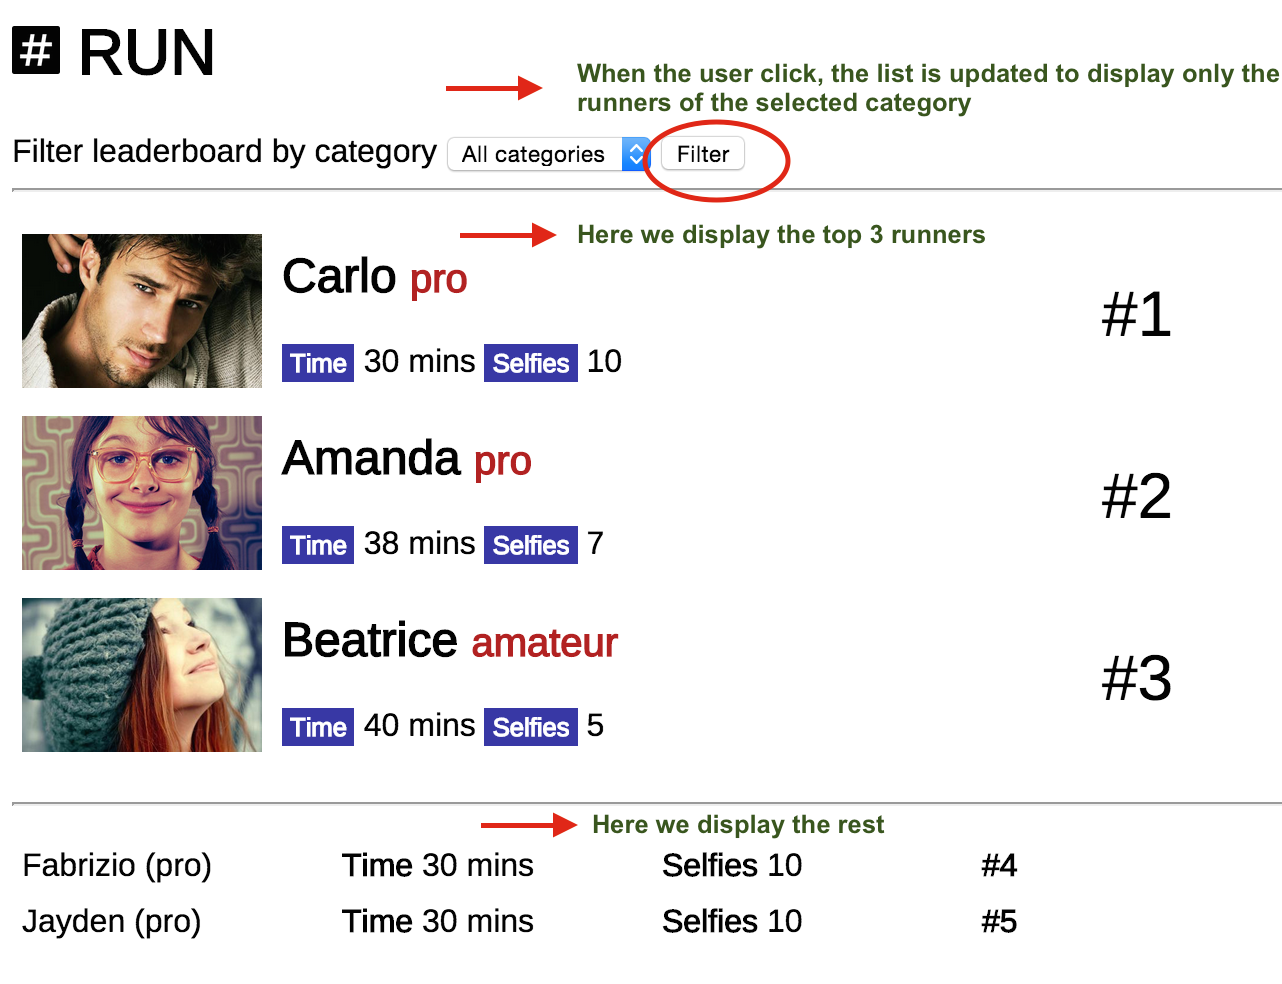 # RUN
When the user click, the list is updated to display only the
runners of the selected category
Filter leaderboard by category All categories Filter
Here we display the top 3 runners
Carlo pro
#1
Time 30 mins Selfies 10
Amanda pro
#2
Time 38 mins Selfies 7
Beatrice amateur
#3
Time 40 mins Selfies 5
Here we display the rest
Fabrizio (pro) Time 30 mins Selfies 10 #4
Jayden (pro) Time 30 mins Selfies 10 #5